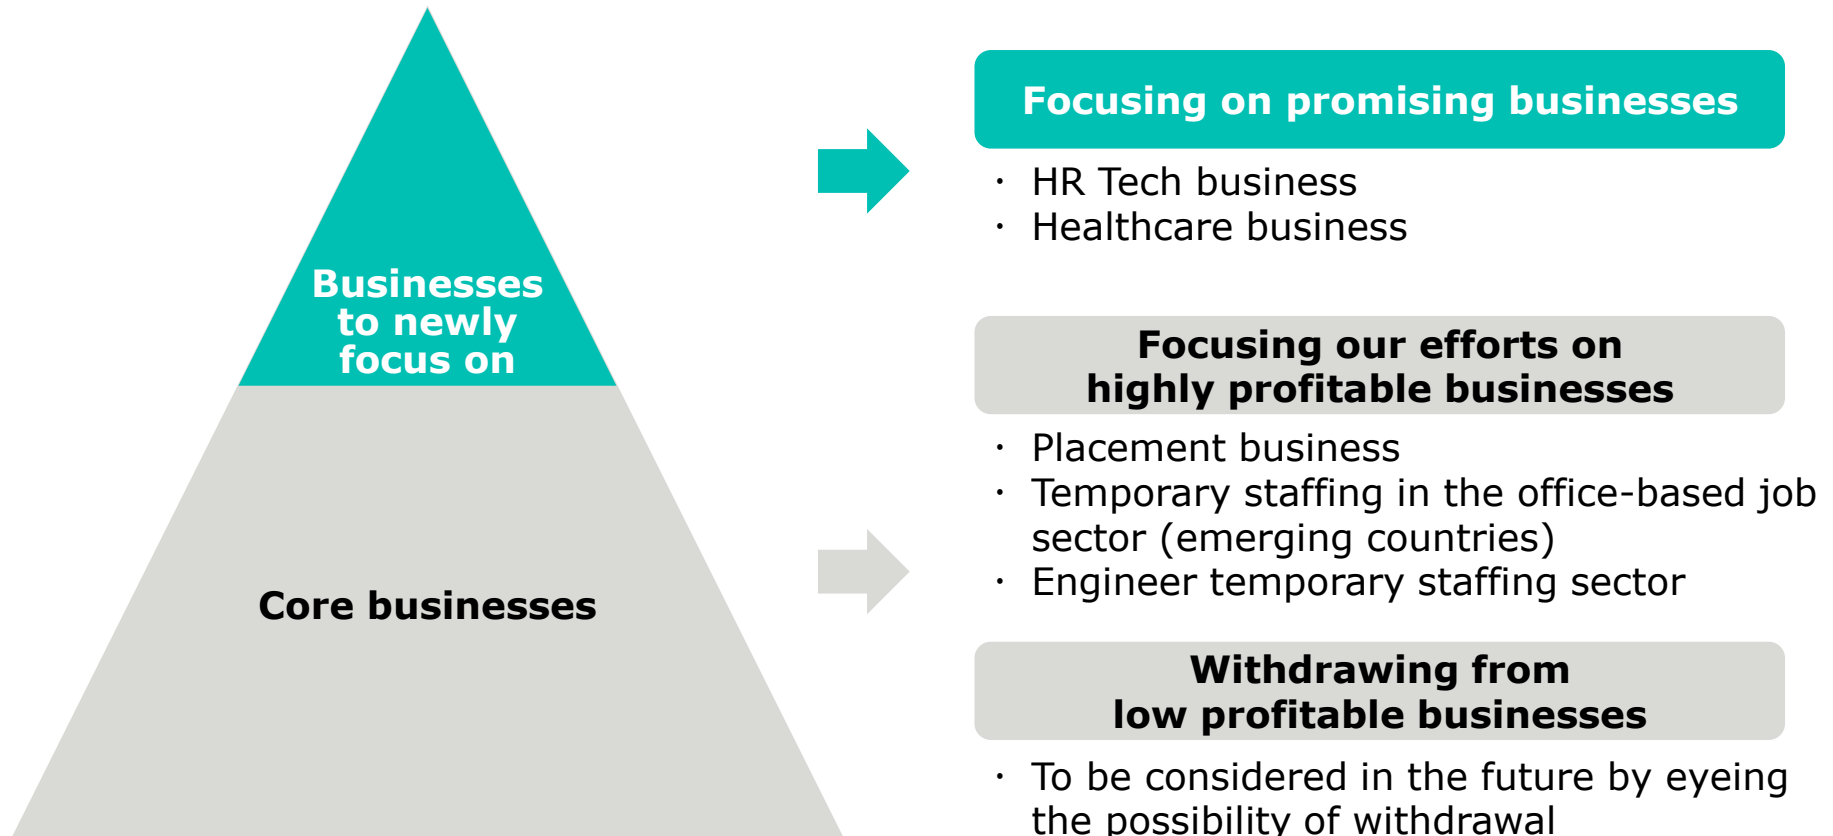 Businesses
to newly
focus on
Core businesses
Focusing on promising businesses
・ HR Tech business
・ Healthcare business
Focusing our efforts on
highly profitable businesses
・ Placement business
・ Temporary staffing in the office-based job
sector (emerging countries)
・ Engineer temporary staffing sector
Withdrawing from
low profitable businesses
・ To be considered in the future by eyeing
the possibility of withdrawal